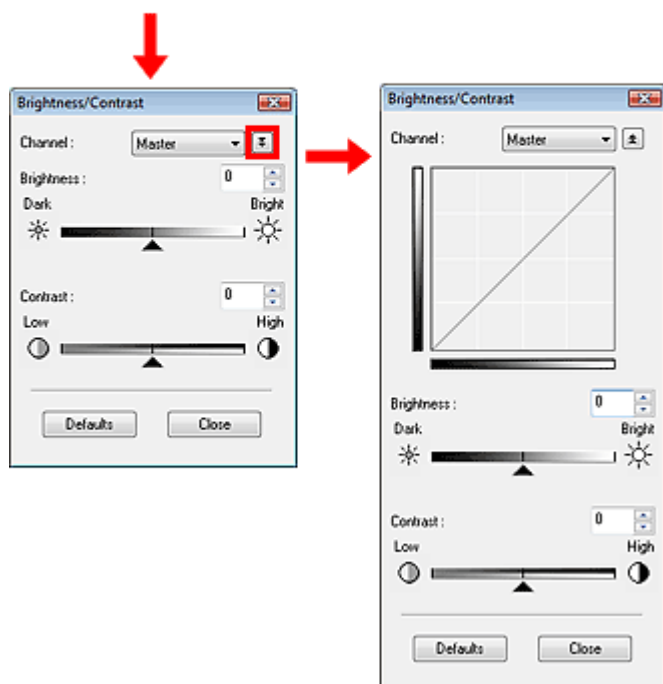 Brightness/Contrast
Channel : Master
Brightness : 0
Dark Bright
Contrast : 0
Low High
Defaults Close
Brightness/Contrast
Channel : Master
Brightness : 0
Dark Bright
Contrast : 0
Low High
Defaults Close